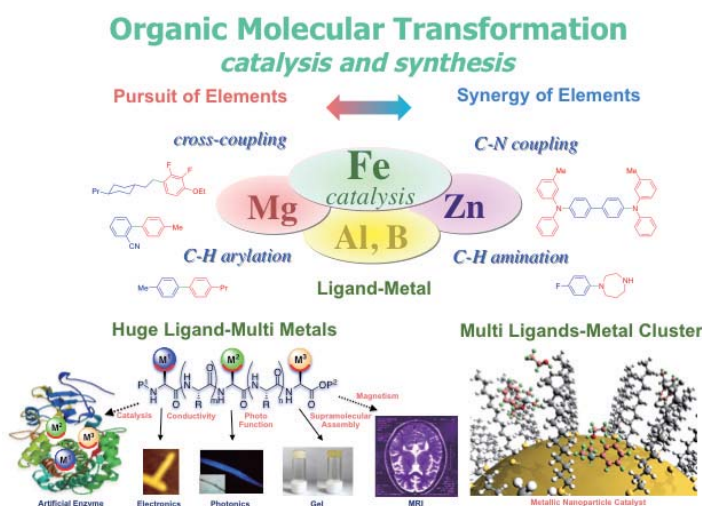 Organic Molecular Transformation
catalysis and synthesis
Pursuit of Elements
Synergy of Elements
cross-coupling
C-N coupling
Fe
catalysis
Mg
Zn
Al, B
F
F
Pr
OEt
Me
CN
Me
Me
N
N
C-H arylation
C-H amination
Ligand-Metal
Me
Pr
F
N
NH
Huge Ligand-Multi Metals
Multi Ligands-Metal Cluster
M¹
M²
M³
Magnetism
Catalysis
Conductivity
Photo
Function
Supramolecular
Assembly
M²
M³
M¹
Artificial Enzyme
Electronics
Photonics
Gel
MRI
Metallic Nanoparticle Catalyst